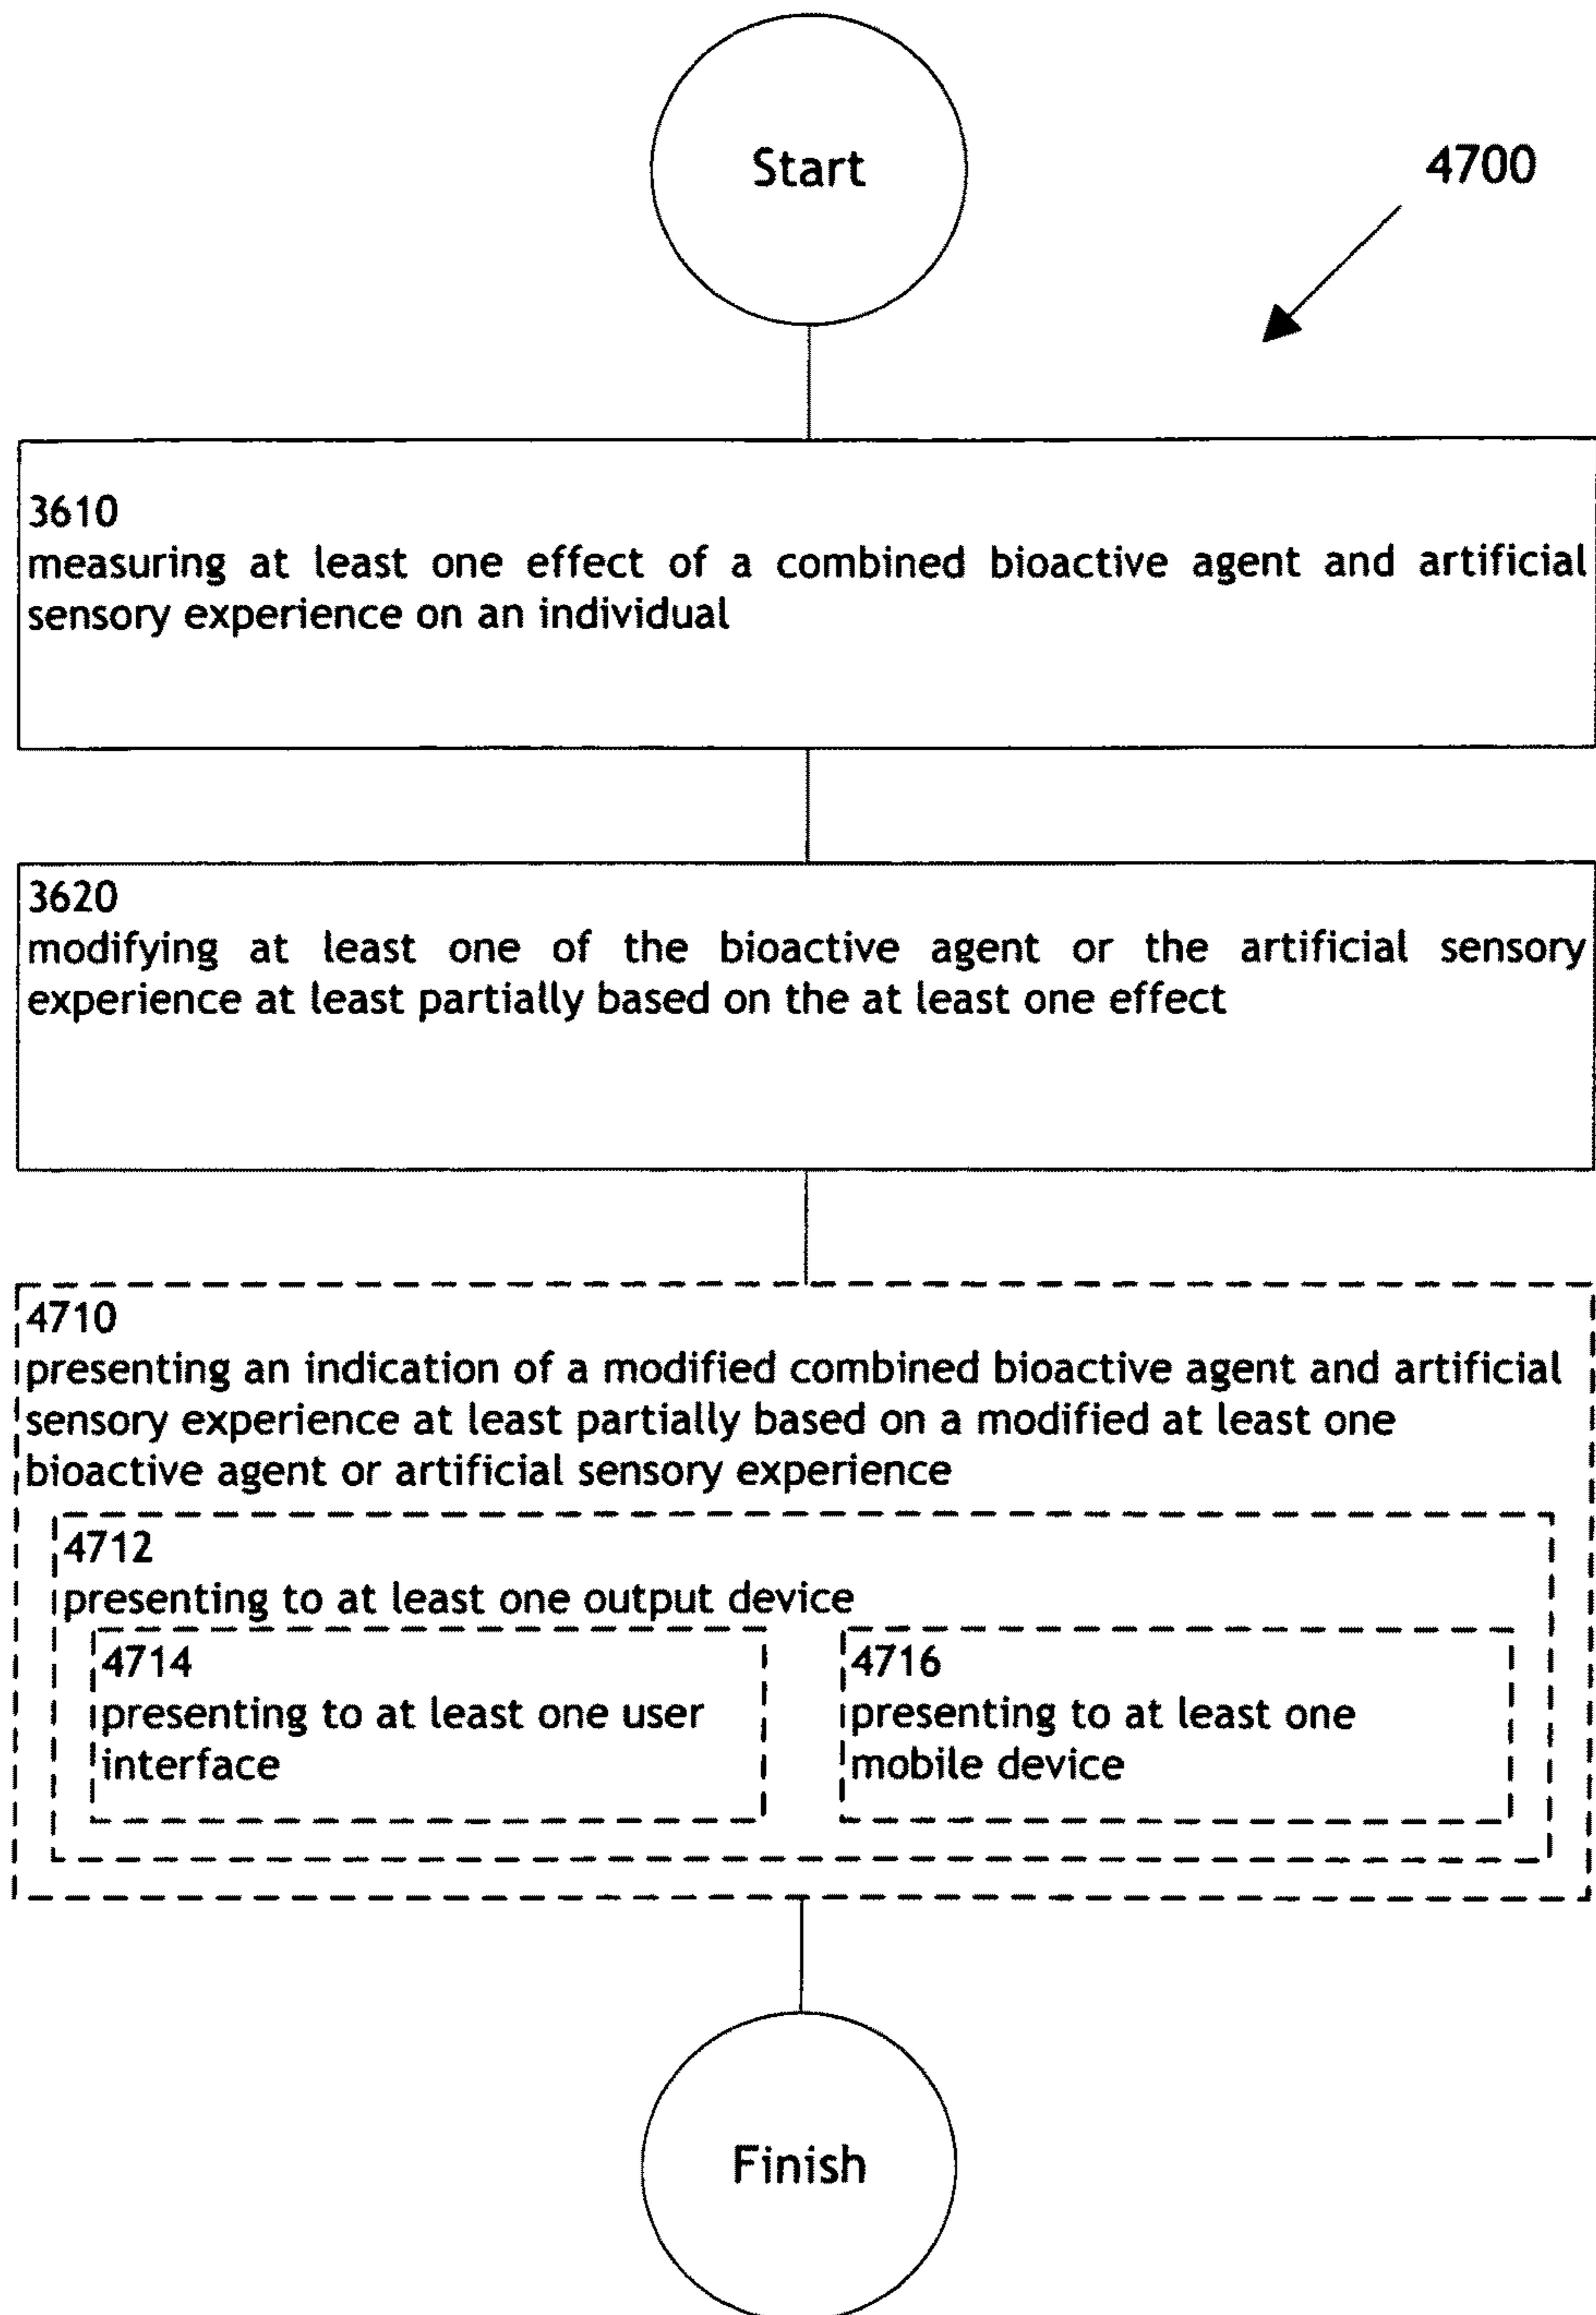 Start
4700
3610
measuring at least one effect of a combined bioactive agent and artificial
sensory experience on an individual
3620
modifying at least one of the bioactive agent or the artificial sensory
experience at least partially based on the at least one effect
4710
presenting an indication of a modified combined bioactive agent and artificial
sensory experience at least partially based on a modified at least one
bioactive agent or artificial sensory experience
4712
presenting to at least one output device
4714
presenting to at least one user
interface
4716
presenting to at least one
mobile device
Finish